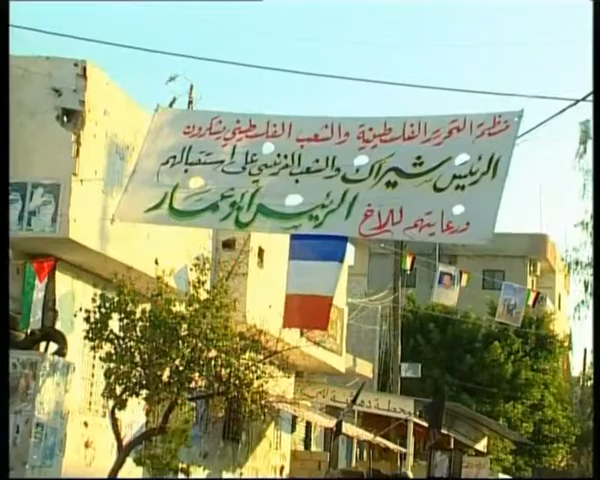 منظمة التحرير الفلسطينية والشعب الفلسطيني يشكرون
الرئيس شيراك والشعب الفرنسي على استقبالهم
ورعايتهم للأخ الرئيس أبو عمار